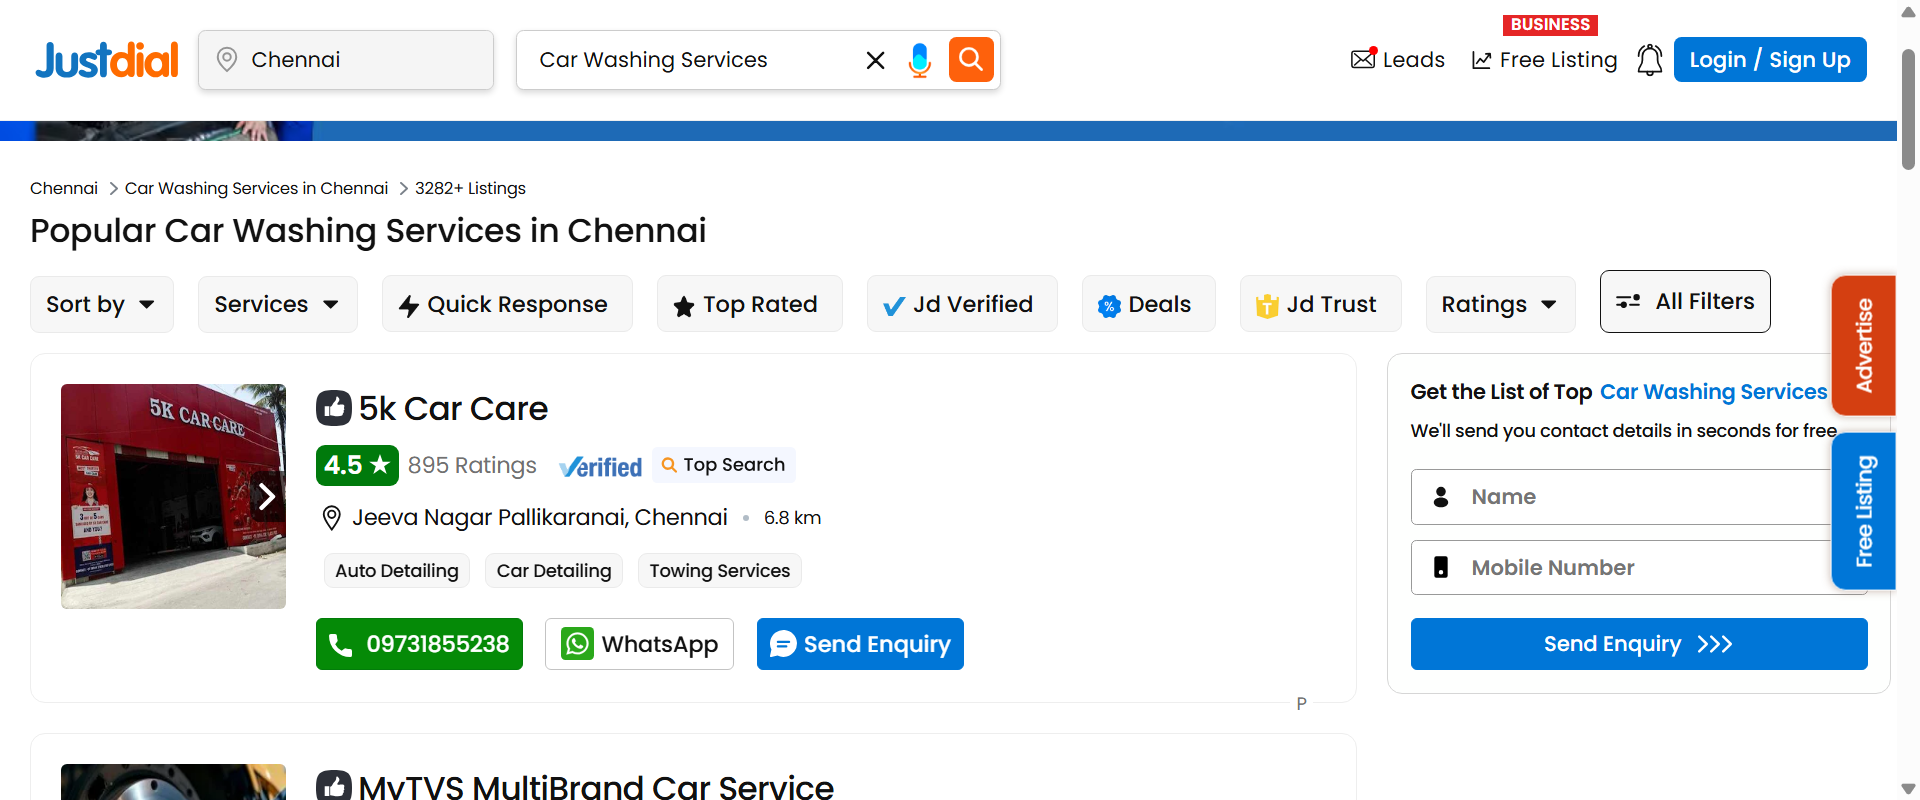 BUSINESS
Justdial
Chennai
Car Washing Services
Leads
Free Listing
Login / Sign Up
Chennai > Car Washing Services in Chennai > 3282+ Listings
Popular Car Washing Services in Chennai
Sort by
Services
Quick Response
Top Rated
Jd Verified
Deals
Jd Trust
Ratings
All Filters
5K CAR CARE
5k Car Care
4.5 ★ 895 Ratings Verified Top Search
Jeeva Nagar Pallikaranai, Chennai • 6.8 km
Auto Detailing
Car Detailing
Towing Services
09731855238
WhatsApp
Send Enquiry
P
Get the List of Top Car Washing Services
We'll send you contact details in seconds for free
Name
Mobile Number
Send Enquiry >>>
Advertise
Free Listing
MyTVS MultiBrand Car Service